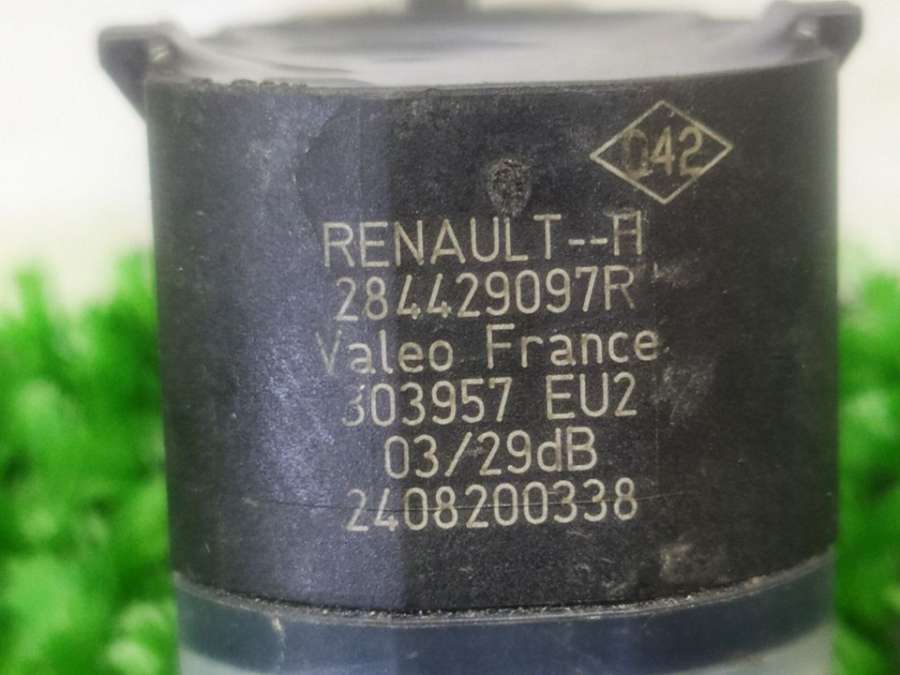 Q42
RENAULT--H
284429097R
Valeo France
303957 EU2
03/29dB
2408200338